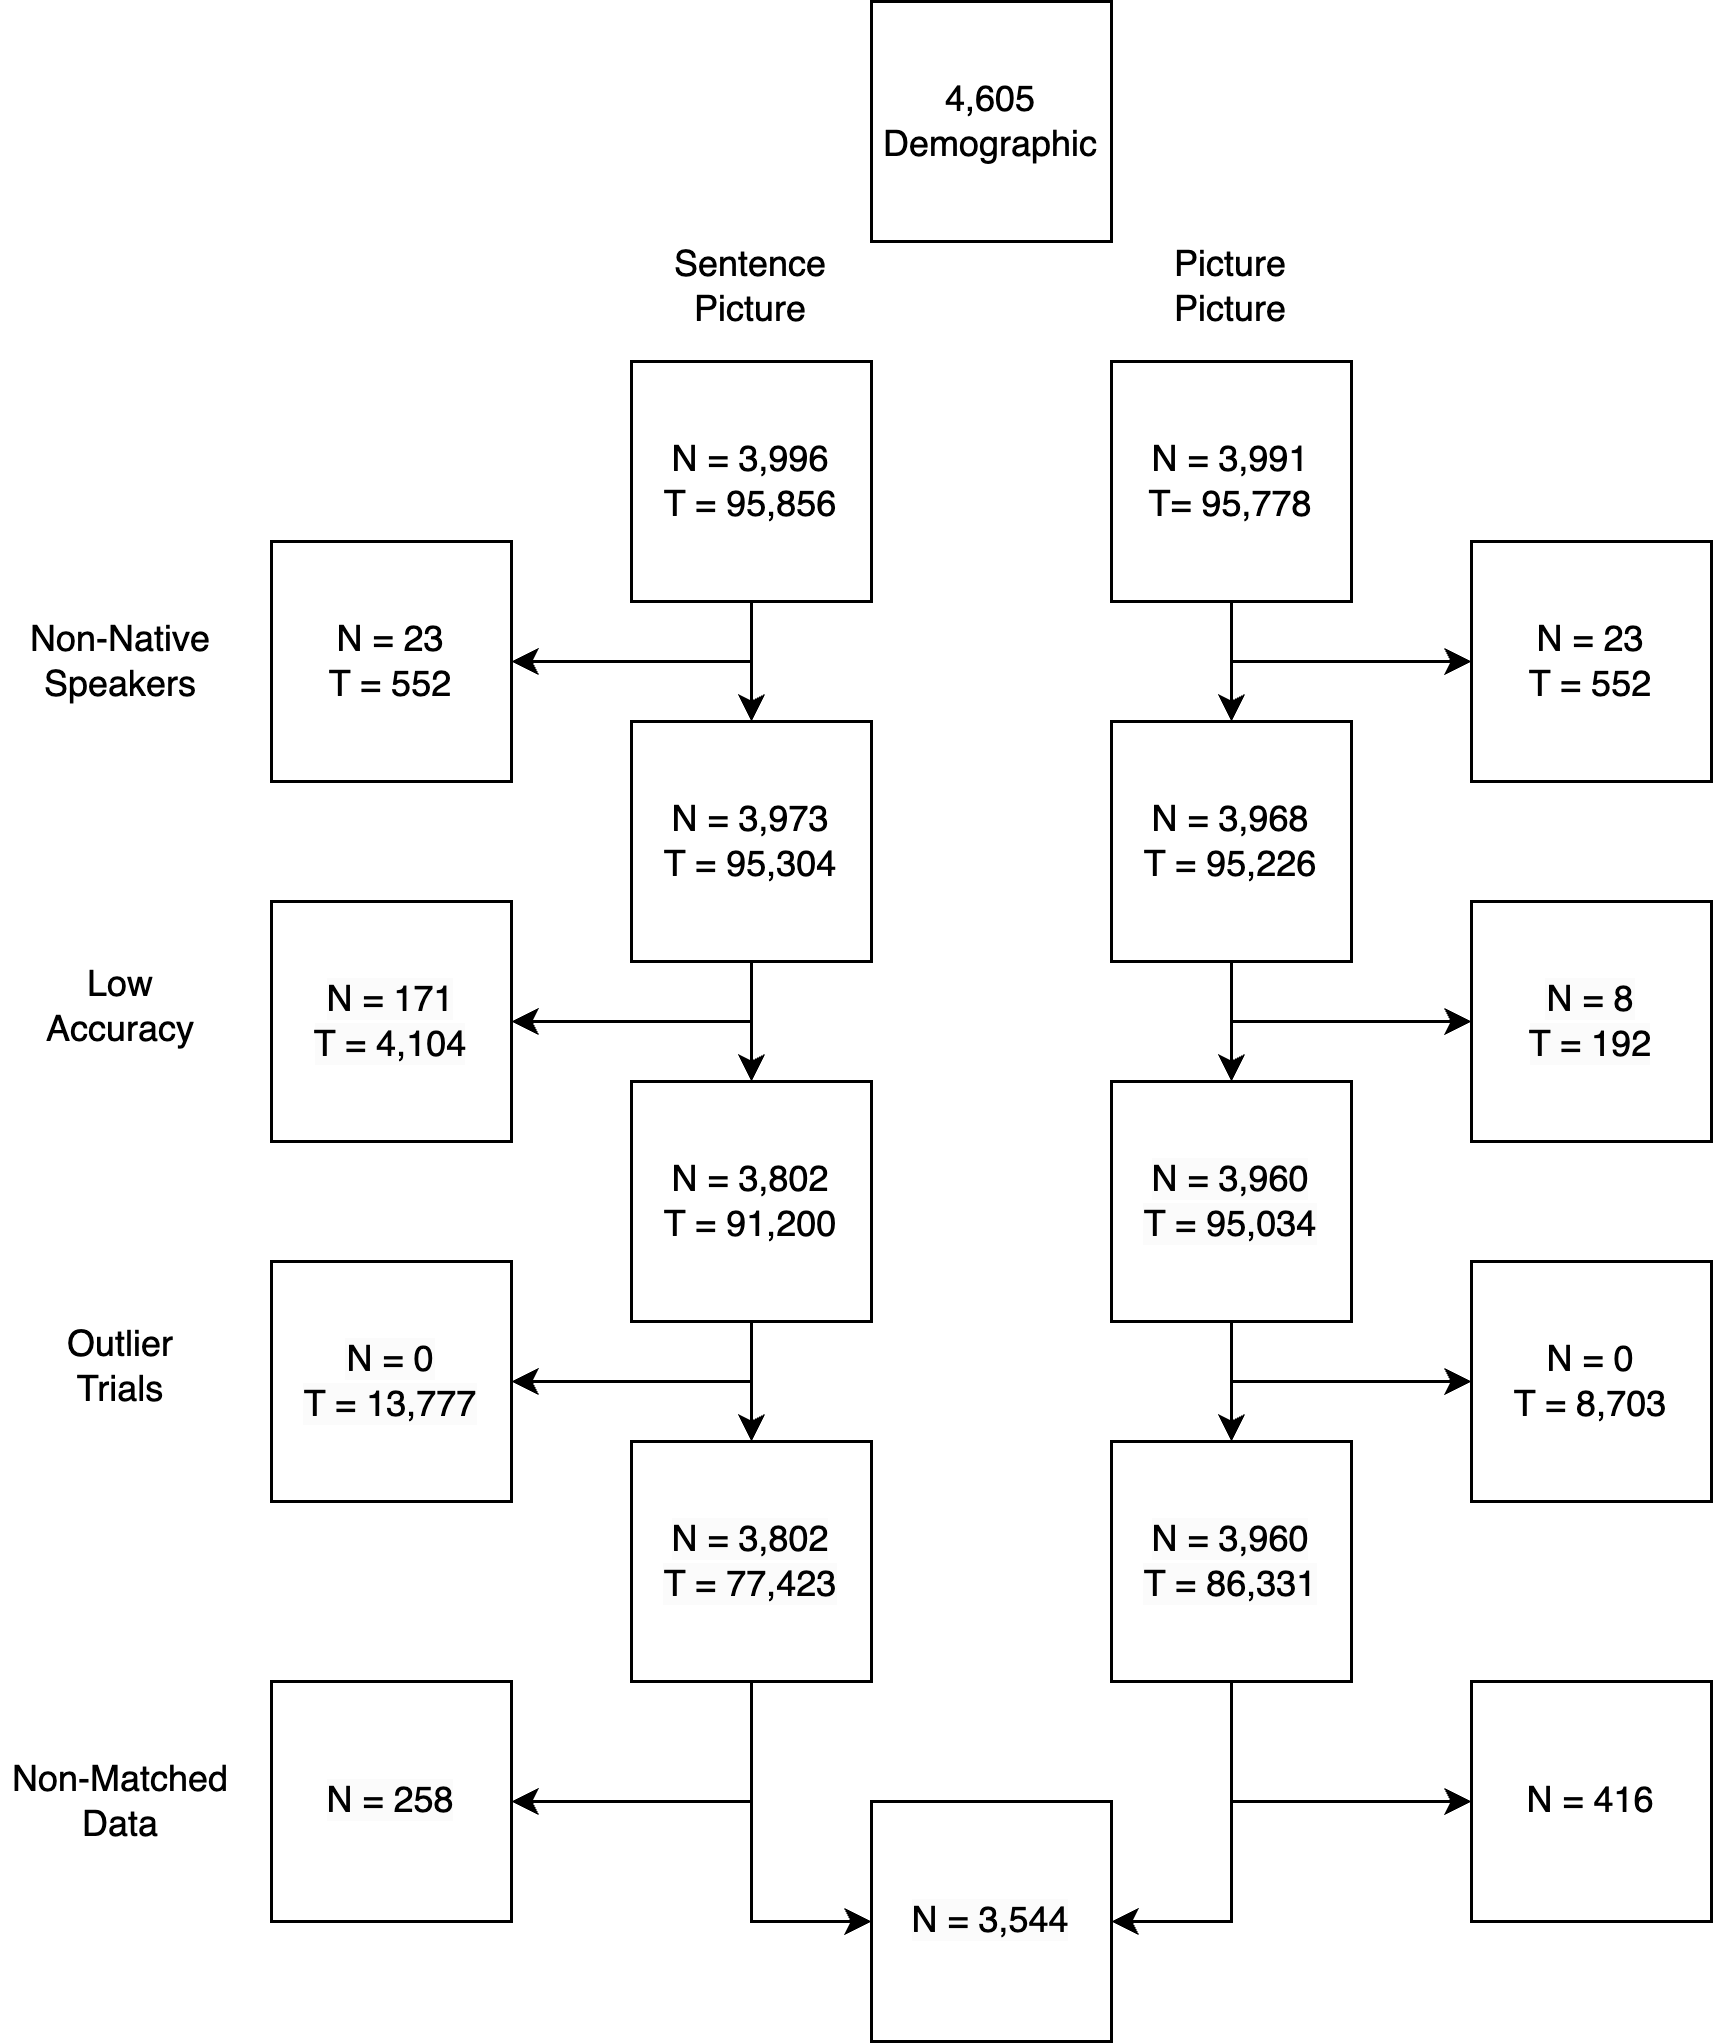 4,605
Demographic
Sentence
Picture
Picture
Picture
N = 3,996
T = 95,856
N = 3,991
T= 95,778
Non-Native
Speakers
N = 23
T = 552
N = 23
T = 552
N = 3,973
T = 95,304
N = 3,968
T = 95,226
Low
Accuracy
N = 171
T = 4,104
N = 8
T = 192
N = 3,802
T = 91,200
N = 3,960
T = 95,034
Outlier
Trials
N = 0
T = 13,777
N = 0
T = 8,703
N = 3,802
T = 77,423
N = 3,960
T = 86,331
Non-Matched
Data
N = 258
N = 416
N = 3,544